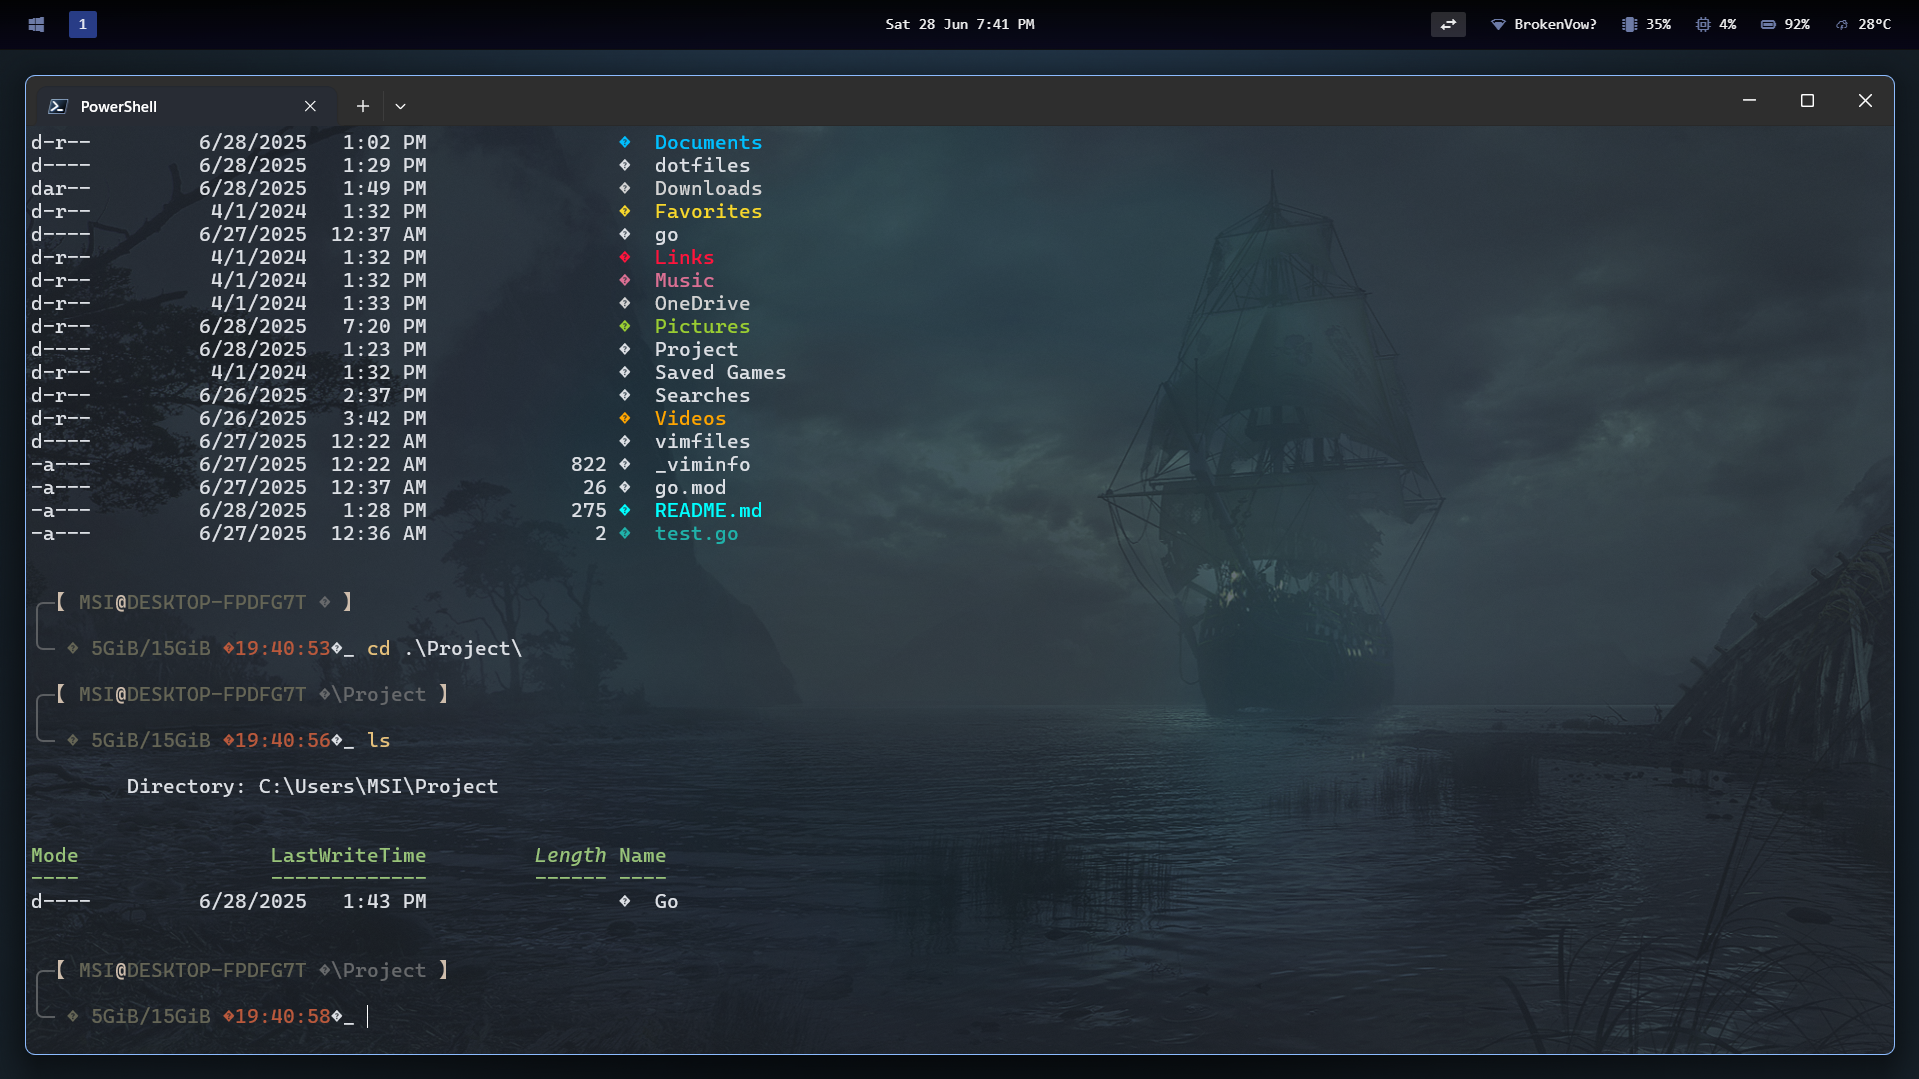 1
Sat 28 Jun 7:41 PM
BrokenVow? 35% 4% 92% 28°C
PowerShell
d-r-- 6/28/2025 1:02 PM � Documents
d---- 6/28/2025 1:29 PM � dotfiles
dar-- 6/28/2025 1:49 PM � Downloads
d-r-- 4/1/2024 1:32 PM � Favorites
d---- 6/27/2025 12:37 AM � go
d-r-- 4/1/2024 1:32 PM � Links
d-r-- 4/1/2024 1:32 PM � Music
d-r-- 4/1/2024 1:33 PM � OneDrive
d-r-- 6/28/2025 7:20 PM � Pictures
d---- 6/28/2025 1:23 PM � Project
d-r-- 4/1/2024 1:32 PM � Saved Games
d-r-- 6/26/2025 2:37 PM � Searches
d-r-- 6/26/2025 3:42 PM � Videos
d---- 6/27/2025 12:22 AM � vimfiles
-a--- 6/27/2025 12:22 AM 822 � _viminfo
-a--- 6/27/2025 12:37 AM 26 � go.mod
-a--- 6/28/2025 1:28 PM 275 � README.md
-a--- 6/27/2025 12:36 AM 2 � test.go
【 MSI@DESKTOP-FPDFG7T � 】
� 5GiB/15GiB �19:40:53�_ cd .\Project\
【 MSI@DESKTOP-FPDFG7T �\Project 】
� 5GiB/15GiB �19:40:56�_ ls
Directory: C:\Users\MSI\Project
Mode LastWriteTime Length Name
---- ------------- ------ ----
d---- 6/28/2025 1:43 PM � Go
【 MSI@DESKTOP-FPDFG7T �\Project 】
� 5GiB/15GiB �19:40:58�_